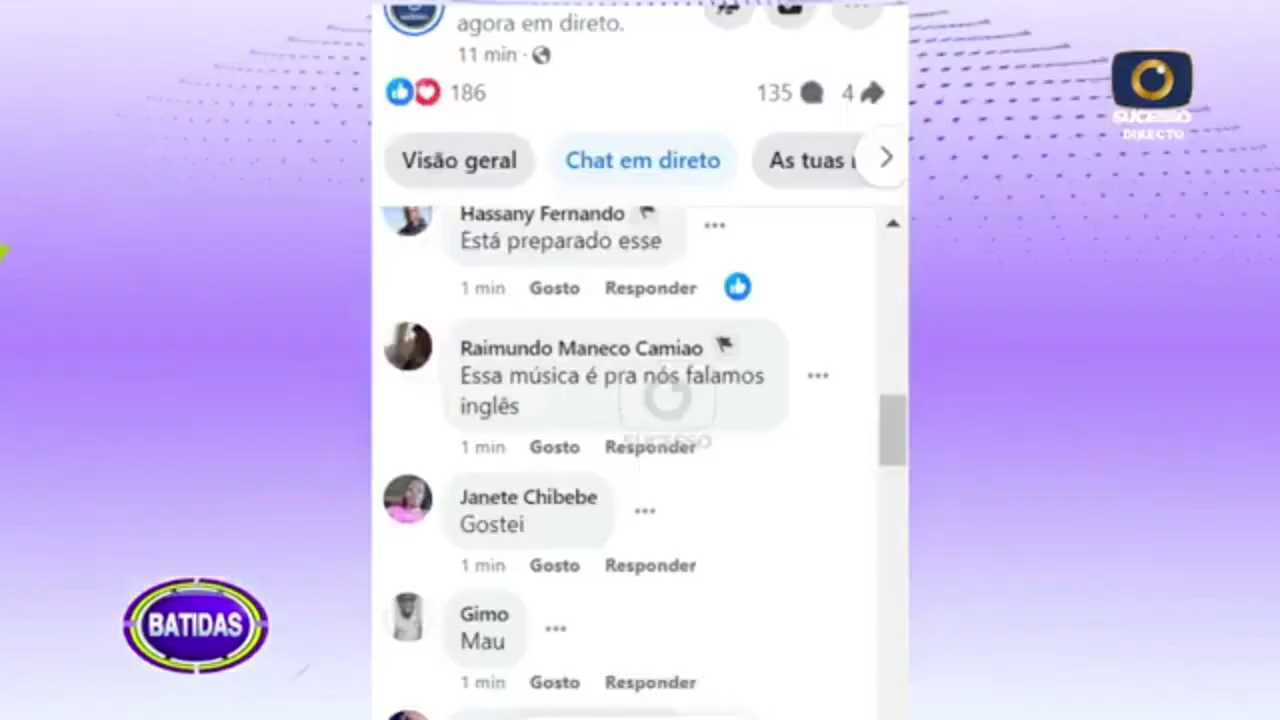 agora em direto.
11 min ·
186
135
4
SUCESSO
DIRECTO
Visão geral
Chat em direto
As tuas
Hassany Fernando
Está preparado esse
1 min Gosto Responder
Raimundo Maneco Camiao
Essa música é pra nós falamos
inglês
SUCESSO
1 min Gosto Responder
Janete Chibebe
Gostei
1 min Gosto Responder
Gimo
Mau
1 min Gosto Responder
BATIDAS